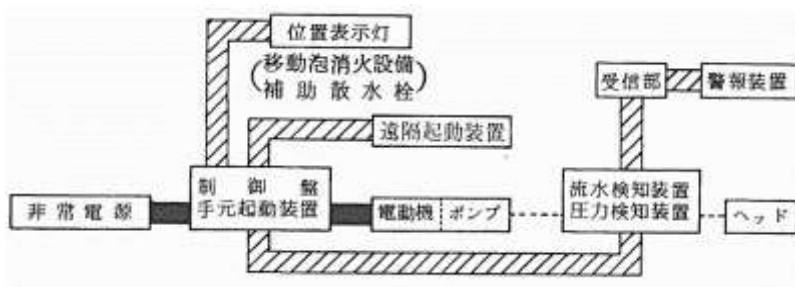 位置表示灯
(移動泡消火設備
補助散水栓)
受信部
警報装置
遠隔起動装置
制御盤
手元起動装置
流水検知装置
圧力検知装置
非常電源
電動機
ポンプ
ヘッド